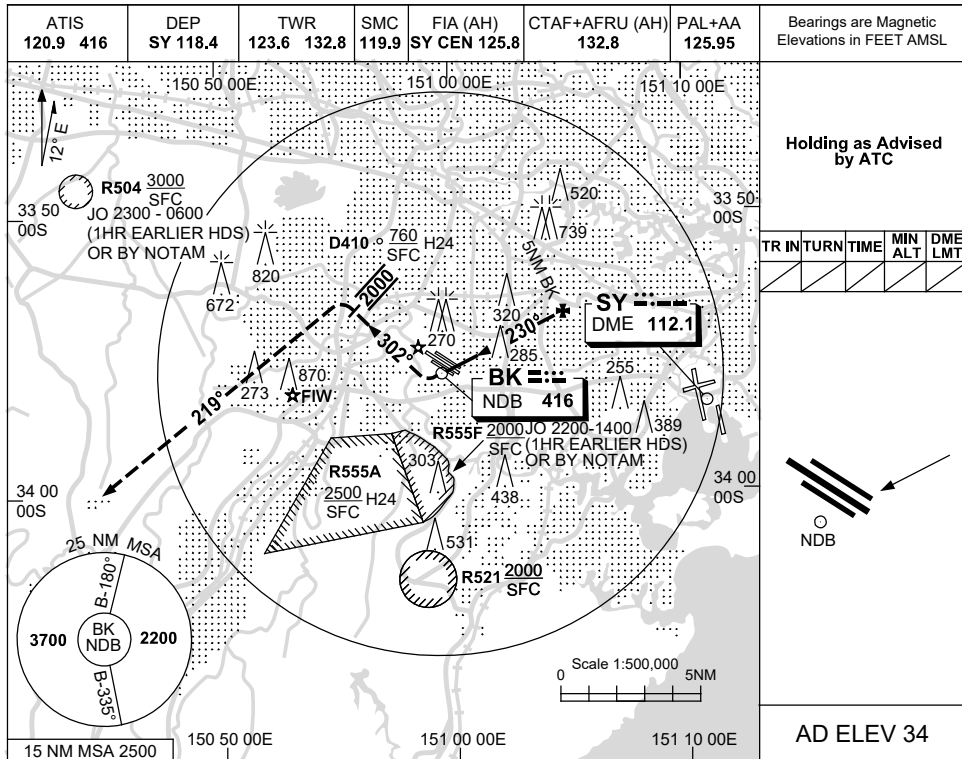 ATIS
120.9 416
DEP
SY 118.4
TWR
123.6 132.8
SMC
119.9
FIA (AH)
SY CEN 125.8
CTAF+AFRU (AH)
132.8
PAL+AA
125.95
Bearings are Magnetic
Elevations in FEET AMSL
150 50 00E
151 00 00E
151 10 00E
12° E
R504 3000
SFC
JO 2300 - 0600
(1HR EARLIER HDS)
OR BY NOTAM
33 50
00S
33 50
00S
Holding as Advised
by ATC
TR IN
TURN
TIME
MIN
ALT
DME
LMT
D410 760 H24
SFC
820
672
520
739
5NM BK
2000
302°
270
320
230°
285
SY
DME 112.1
BK
NDB 416
219°
273
870
FIW
255
389
R555F 2000 JO 2200-1400
SFC (1HR EARLIER HDS)
OR BY NOTAM
R555A
2500 H24
SFC
303
438
34 00
00S
34 00
00S
531
R521 2000
SFC
NDB
25 NM MSA
B-180°
3700
BK
NDB
2200
B-335°
Scale 1:500,000
0 5NM
150 50 00E
151 00 00E
151 10 00E
15 NM MSA 2500
AD ELEV 34